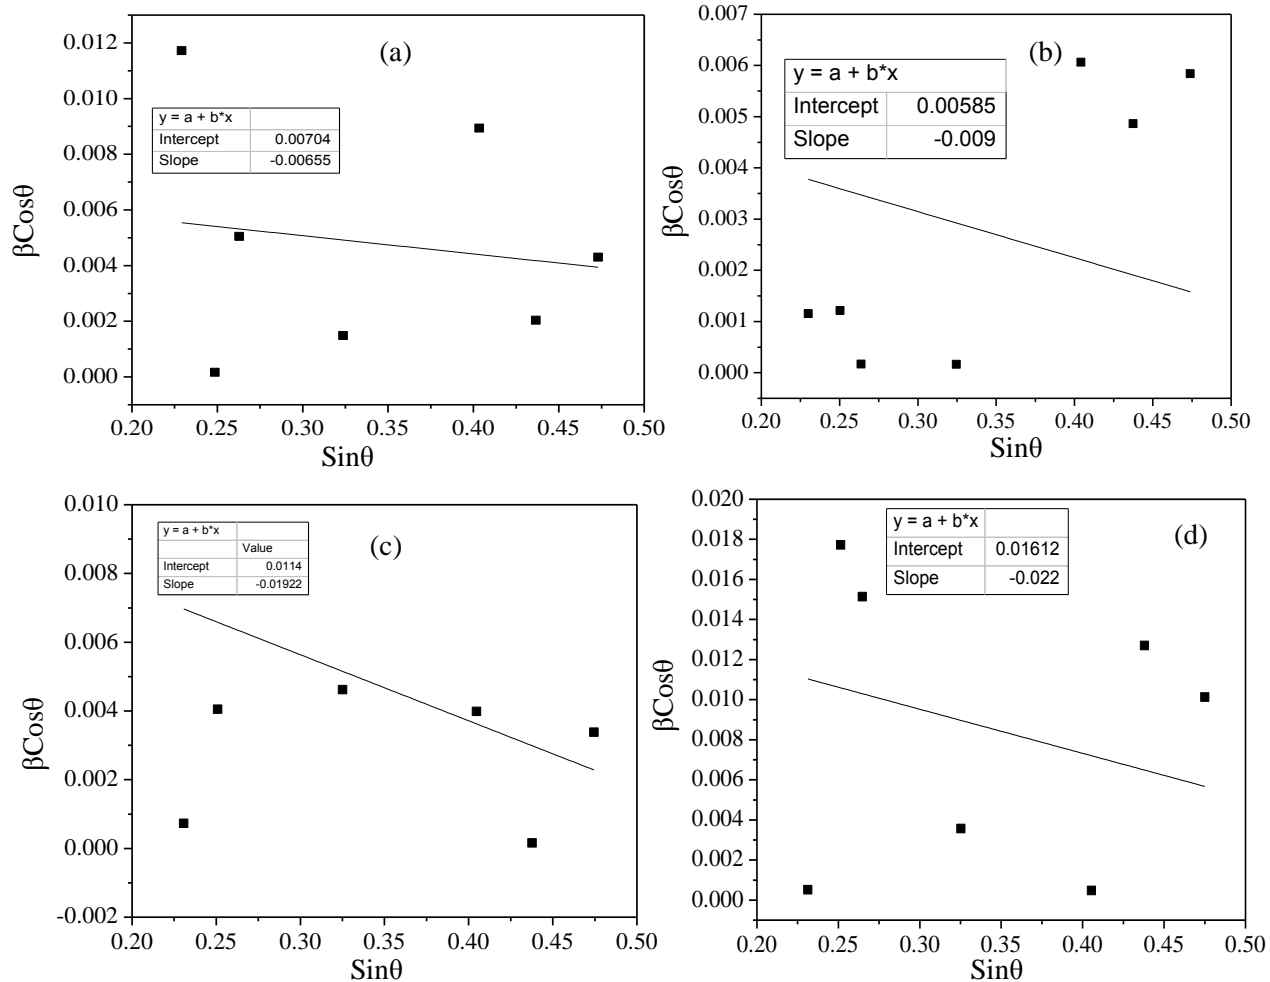 (a)
0.012
0.010
0.008
0.006
0.004
0.002
0.000
βCosθ
y = a + b*x
Intercept 0.00704
Slope -0.00655
0.20 0.25 0.30 0.35 0.40 0.45 0.50
Sinθ
(b)
0.007
0.006
0.005
0.004
0.003
0.002
0.001
0.000
βCosθ
y = a + b*x
Intercept 0.00585
Slope -0.009
0.20 0.25 0.30 0.35 0.40 0.45 0.50
Sinθ
(c)
0.010
0.008
0.006
0.004
0.002
0.000
-0.002
βCosθ
y = a + b*x
Value
Intercept 0.0114
Slope -0.01922
0.20 0.25 0.30 0.35 0.40 0.45 0.50
Sinθ
(d)
0.020
0.018
0.016
0.014
0.012
0.010
0.008
0.006
0.004
0.002
0.000
βCosθ
y = a + b*x
Intercept 0.01612
Slope -0.022
0.20 0.25 0.30 0.35 0.40 0.45 0.50
Sinθ